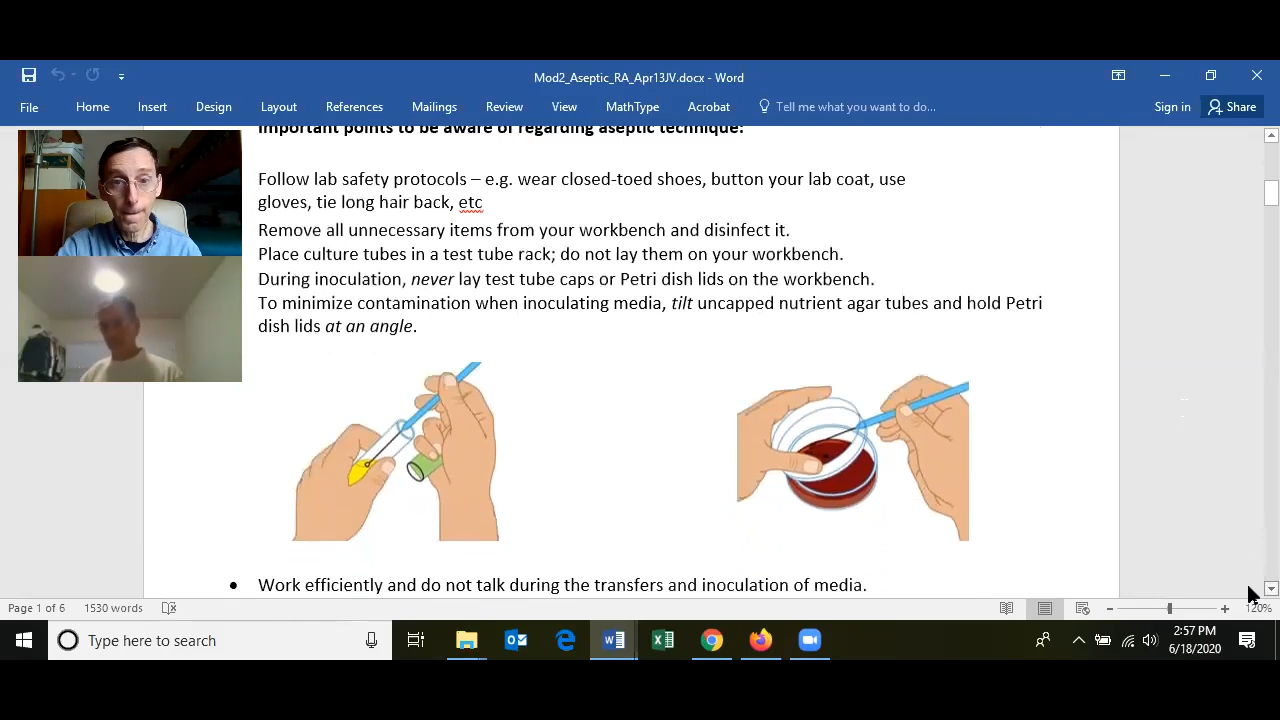 Mod2_Aseptic_RA_Apr13JV.docx - Word
File Home Insert Design Layout References Mailings Review View MathType Acrobat Tell me what you want to do... Sign in Share
Important points to be aware of regarding aseptic technique:
Follow lab safety protocols – e.g. wear closed-toed shoes, button your lab coat, use
gloves, tie long hair back, etc
Remove all unnecessary items from your workbench and disinfect it.
Place culture tubes in a test tube rack; do not lay them on your workbench.
During inoculation, never lay test tube caps or Petri dish lids on the workbench.
To minimize contamination when inoculating media, tilt uncapped nutrient agar tubes and hold Petri
dish lids at an angle.
• Work efficiently and do not talk during the transfers and inoculation of media.
Page 1 of 6 1530 words 120%
Type here to search
2:57 PM
6/18/2020